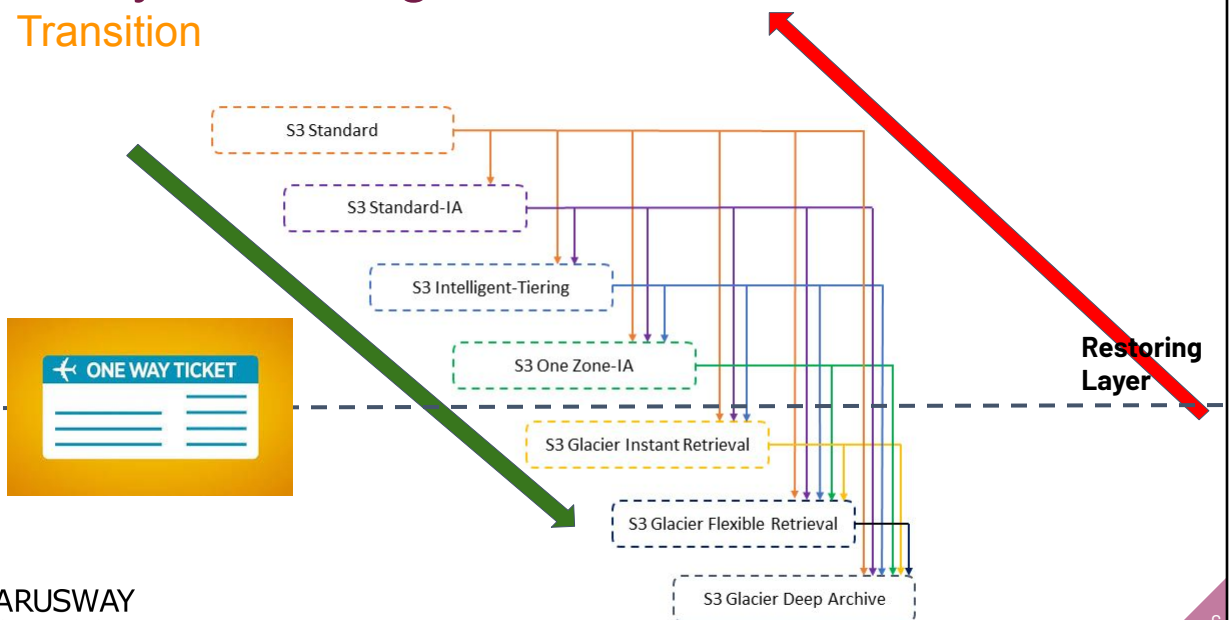 Transition
S3 Standard
S3 Standard-IA
S3 Intelligent-Tiering
ONE WAY TICKET
S3 One Zone-IA
Restoring
Layer
S3 Glacier Instant Retrieval
S3 Glacier Flexible Retrieval
S3 Glacier Deep Archive
ARUSWAY